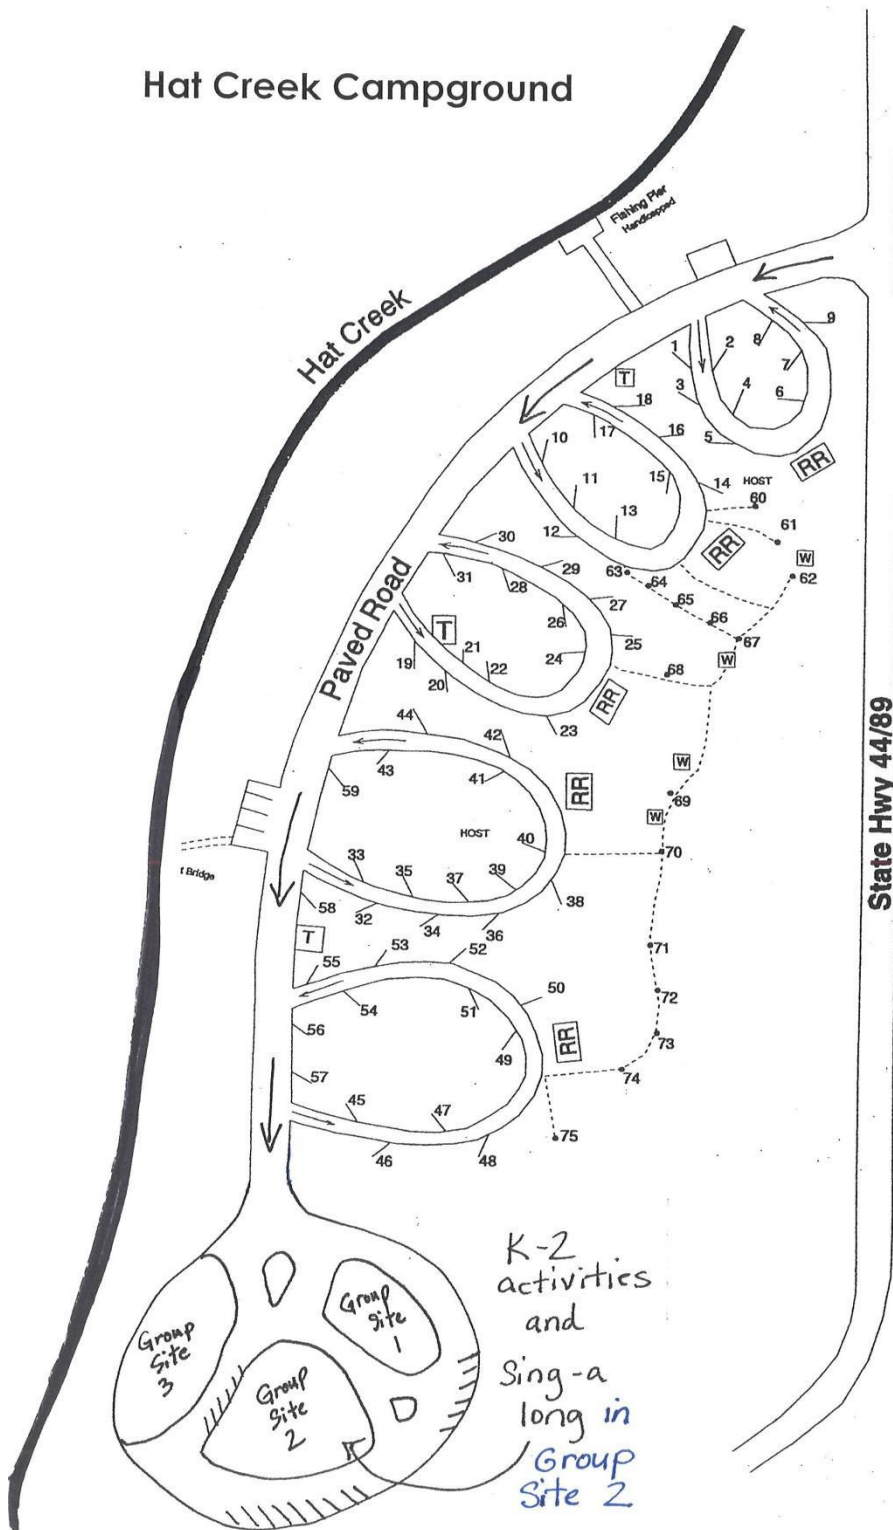 Hat Creek Campground
Fishing Pier
Handicapped
Hat Creek
Paved Road
State Hwy 44/89
9
8
7
6
1
2
3
4
5
T
18
17
16
RR
10
11
15
14
HOST
60
61
12
13
RR
W
62
30
31
29
28
63
64
65
66
67
27
26
T
21
19
20
22
24
25
68
W
RR
23
44
43
42
41
59
RR
W
69
W
HOST
40
70
33
35
37
39
38
t Bridge
58
32
34
36
T
53
52
55
54
51
50
71
72
56
49
RR
73
74
57
45
47
46
48
75
Group
Site
3
Group
Site
1
Group
Site
2
K-2
activities
and
Sing-a
long in
Group
Site 2